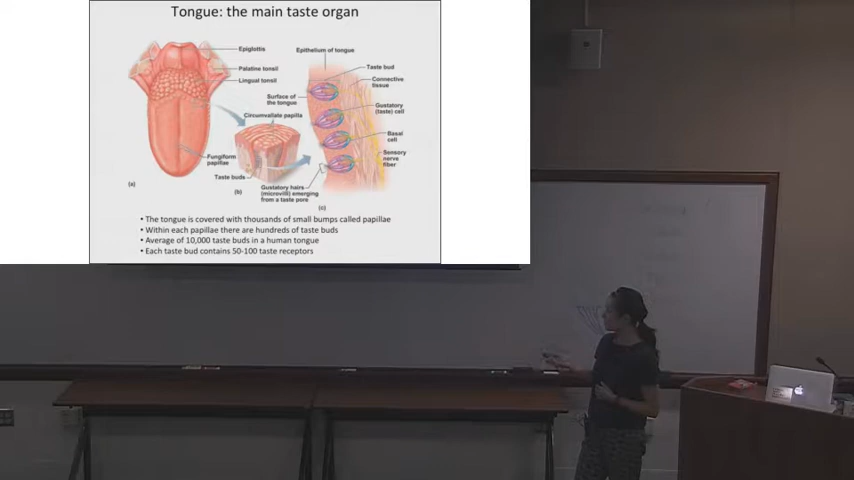 Tongue: the main taste organ
Epiglottis
Palatine tonsil
Lingual tonsil
Fungiform
papillae
(a)
Circumvallate papilla
Taste buds
(b)
Epithelium of tongue
Taste bud
Connective
tissue
Surface of
the tongue
Gustatory
(taste) cell
Basal
cell
Sensory
nerve
fiber
Gustatory hairs
(microvilli) emerging
from a taste pore
(c)
• The tongue is covered with thousands of small bumps called papillae
• Within each papillae there are hundreds of taste buds
• Average of 10,000 taste buds in a human tongue
• Each taste bud contains 50-100 taste receptors